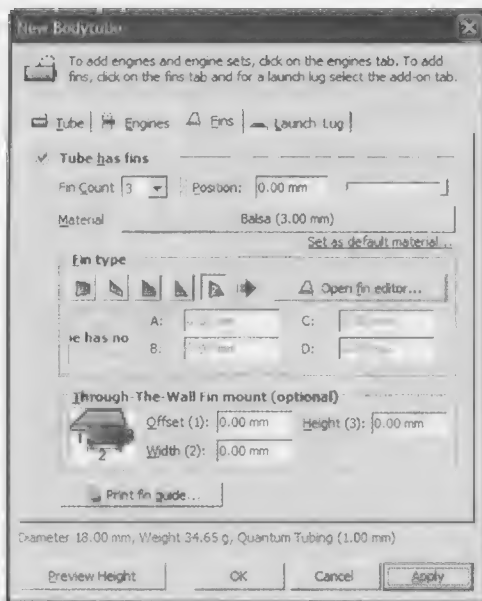 New Bodytube
To add engines and engine sets, click on the engines tab. To add
fins, click on the fins tab and for a launch lug select the add-on tab.
Tube Engines Fins Launch Lug
Tube has fins
Fin Count 3 Position: 0.00 mm
Material Balsa (3.00 mm)
Set as default material...
Fin type
Open fin editor...
A: C:
ie has no
B: D:
Through-The-Wall Fin mount (optional)
1 2 3 Offset (1): 0.00 mm Height (3): 0.00 mm
Width (2): 0.00 mm
Print fin guide...
Diameter 18.00 mm, Weight 34.65 g, Quantum Tubing (1.00 mm)
Preview Height OK Cancel Apply